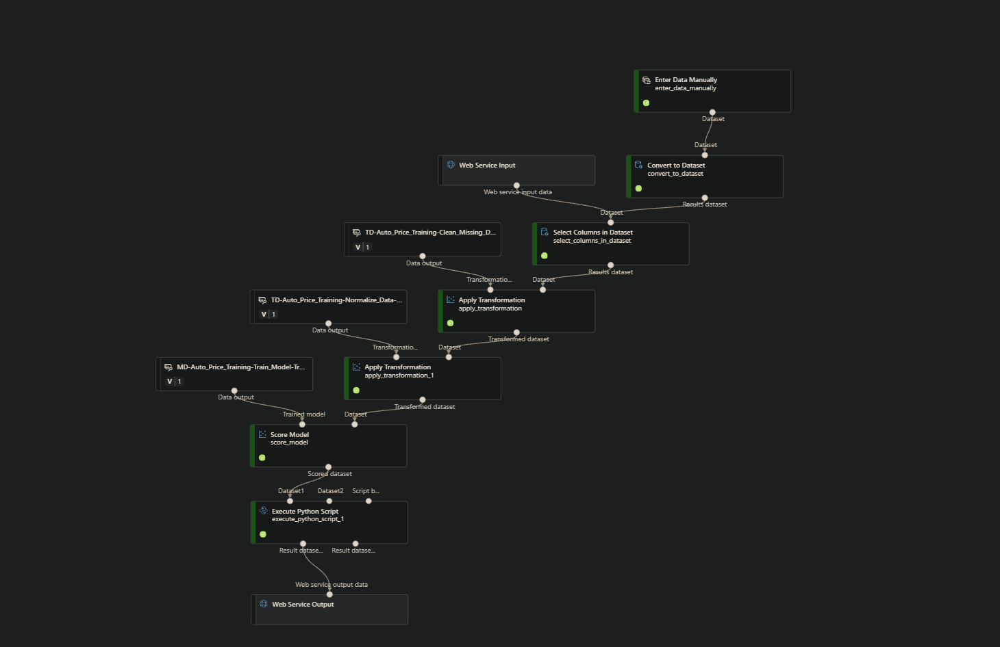 Enter Data Manually
enter_data_manually
Dataset
Dataset
Web Service Input
Convert to Dataset
convert_to_dataset
Web service input data
Results dataset
Dataset
TD-Auto_Price_Training-Clean_Missing_D...
V 1
Select Columns in Dataset
select_columns_in_dataset
Data output
Results dataset
Transformatio...
Dataset
TD-Auto_Price_Training-Normalize_Data-...
V 1
Apply Transformation
apply_transformation
Data output
Transformed dataset
Transformatio...
Dataset
MD-Auto_Price_Training-Train_Model-Tr...
V 1
Apply Transformation
apply_transformation_1
Data output
Transformed dataset
Trained model
Dataset
Score Model
score_model
Scored dataset
Dataset1
Dataset2
Script b...
Execute Python Script
execute_python_script_1
Result datase...
Result datase...
Web service output data
Web Service Output